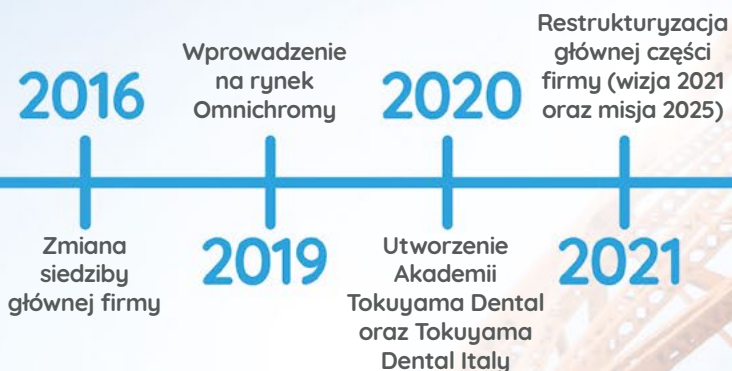 2016
Zmiana
siedziby
głównej firmy
Wprowadzenie
na rynek
Omnichromy
2019
2020
Utworzenie
Akademii
Tokuyama Dental
oraz Tokuyama
Dental Italy
Restrukturyzacja
głównej części
firmy (wizja 2021
oraz misja 2025)
2021